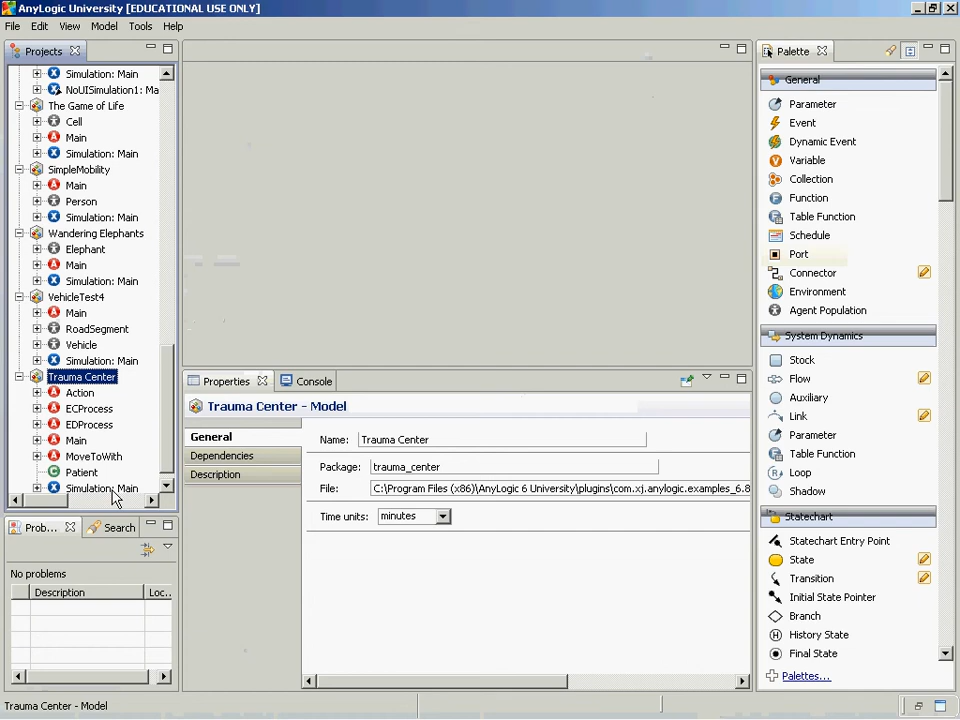 AnyLogic University [EDUCATIONAL USE ONLY]
File Edit View Model Tools Help
Projects
Simulation: Main
NoUISimulation1: Ma
The Game of Life
Cell
Main
Simulation: Main
SimpleMobility
Main
Person
Simulation: Main
Wandering Elephants
Elephant
Main
Simulation: Main
VehicleTest4
Main
RoadSegment
Vehicle
Simulation: Main
Trauma Center
Action
ECProcess
EDProcess
Main
MoveToWith
Patient
Simulation: Main
Prob... Search
No problems
Description Loc..
Properties Console
Trauma Center - Model
General
Dependencies
Description
Name: Trauma Center
Package: trauma_center
File: C:\Program Files (x86)\AnyLogic 6 University\plugins\com.xj.anylogic.examples_6.8
Time units: minutes
Palette
General
Parameter
Event
Dynamic Event
Variable
Collection
Function
Table Function
Schedule
Port
Connector
Environment
Agent Population
System Dynamics
Stock
Flow
Auxiliary
Link
Parameter
Table Function
Loop
Shadow
Statechart
Statechart Entry Point
State
Transition
Initial State Pointer
Branch
History State
Final State
Palettes...
Trauma Center - Model